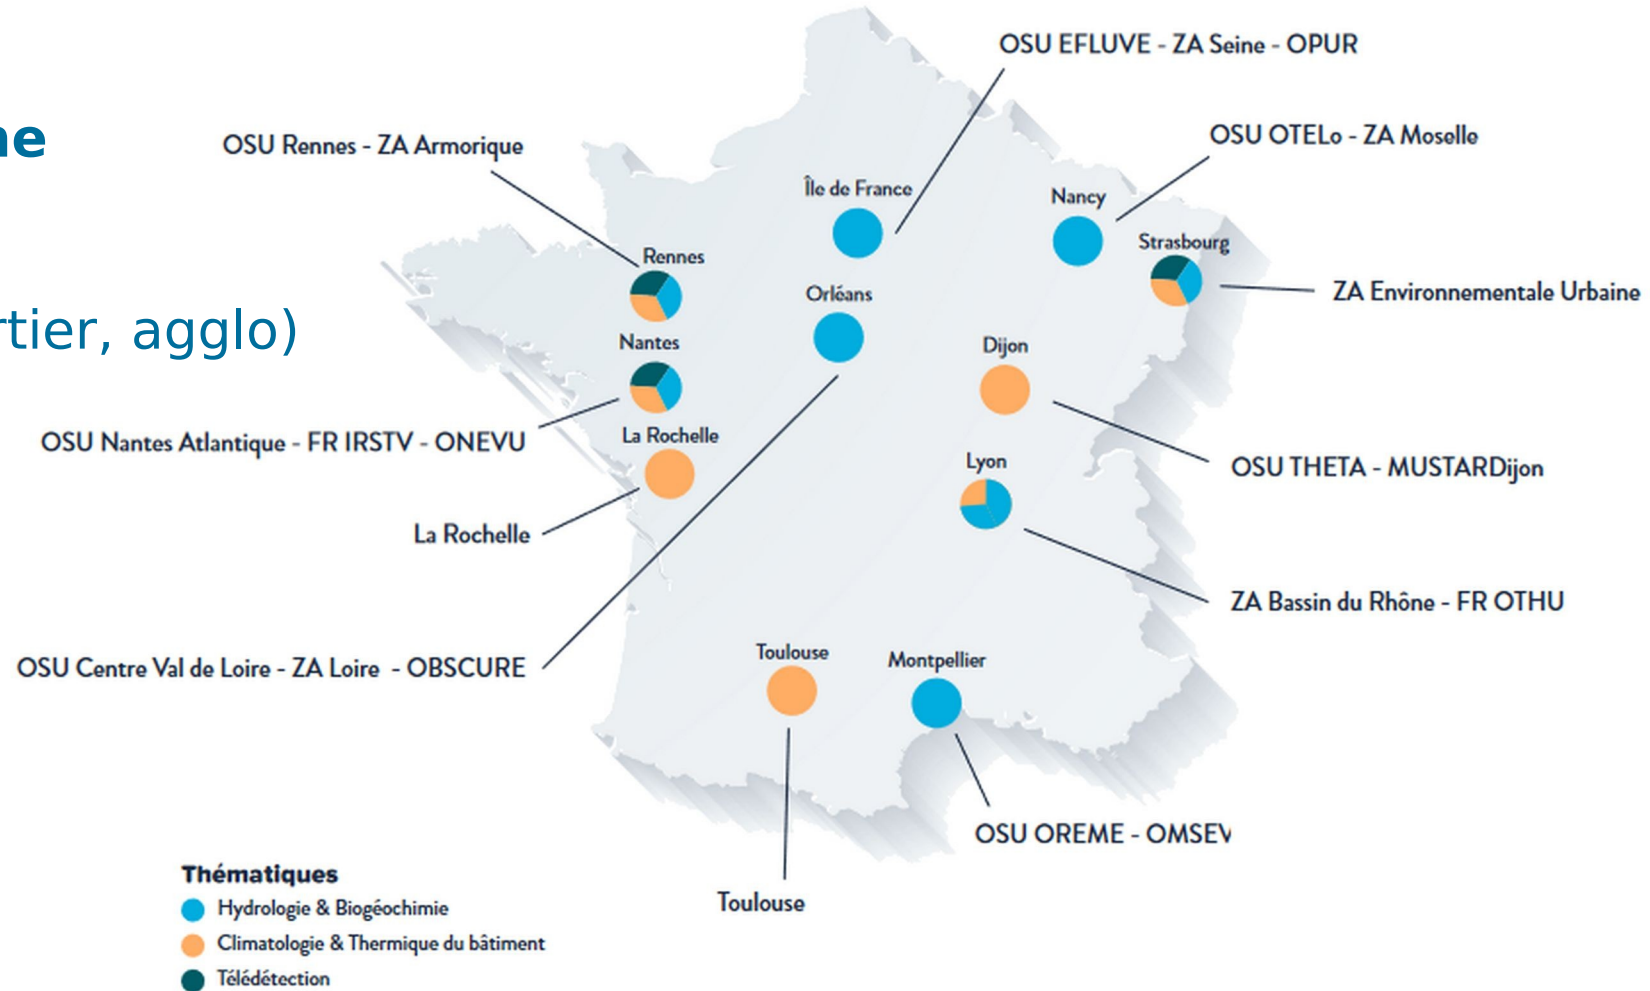 OSU EFLUVE - ZA Seine - OPUR
ne
OSU Rennes - ZA Armorique
OSU OTELo - ZA Moselle
Île de France
Nancy
Strasbourg
Rennes
ZA Environnementale Urbaine
Orléans
rtier, agglo)
Nantes
Dijon
OSU Nantes Atlantique - FR IRSTV - ONEVU
La Rochelle
Lyon
OSU THETA - MUSTARDijon
La Rochelle
ZA Bassin du Rhône - FR OTHU
OSU Centre Val de Loire - ZA Loire - OBSCURE
Toulouse
Montpellier
OSU OREME - OMSEV
Toulouse
Thématiques
Hydrologie & Biogéochimie
Climatologie & Thermique du bâtiment
Télédétection